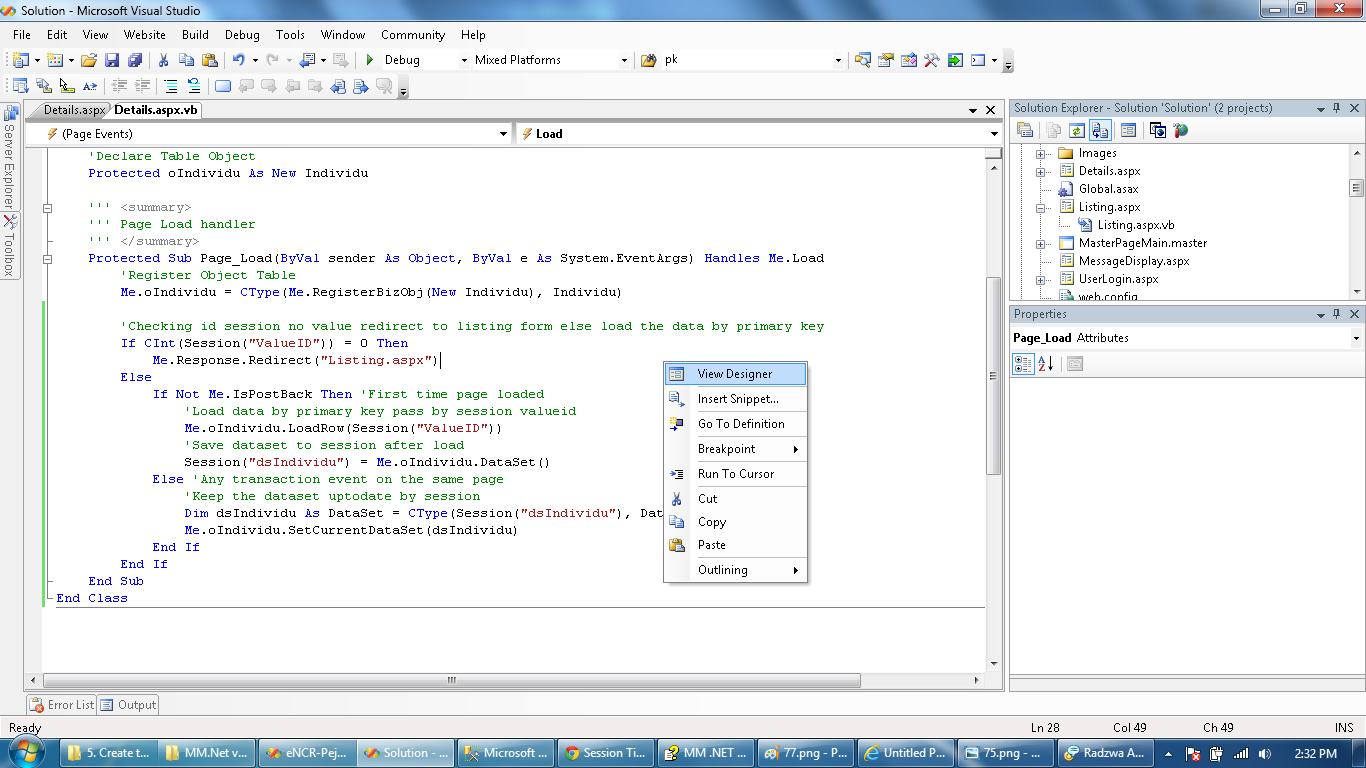 Solution - Microsoft Visual Studio
File Edit View Website Build Debug Tools Window Community Help
Debug Mixed Platforms pk
Details.aspx Details.aspx.vb
(Page Events) Load
'Declare Table Object
Protected oIndividu As New Individu
''' <summary>
''' Page Load handler
''' </summary>
Protected Sub Page_Load(ByVal sender As Object, ByVal e As System.EventArgs) Handles Me.Load
'Register Object Table
Me.oIndividu = CType(Me.RegisterBizObj(New Individu), Individu)
'Checking id session no value redirect to listing form else load the data by primary key
If CInt(Session("ValueID")) = 0 Then
Me.Response.Redirect("Listing.aspx")
Else
If Not Me.IsPostBack Then 'First time page loaded
'Load data by primary key pass by session valueid
Me.oIndividu.LoadRow(Session("ValueID"))
'Save dataset to session after load
Session("dsIndividu") = Me.oIndividu.DataSet()
Else 'Any transaction event on the same page
'Keep the dataset uptodate by session
Dim dsIndividu As DataSet = CType(Session("dsIndividu"), Dat
Me.oIndividu.SetCurrentDataSet(dsIndividu)
End If
End If
End Sub
End Class
View Designer
Insert Snippet...
Go To Definition
Breakpoint
Run To Cursor
Cut
Copy
Paste
Outlining
Server Explorer
Toolbox
Solution Explorer - Solution 'Solution' (2 projects)
Images
Details.aspx
Global.asax
Listing.aspx
Listing.aspx.vb
MasterPageMain.master
MessageDisplay.aspx
UserLogin.aspx
web.config
Properties
Page_Load Attributes
Error List Output
Ready Ln 28 Col 49 Ch 49 INS
5. Create t... MM.Net v... eNCR-Pej... Solution - ... Microsoft ... Session Ti... MM .NET ... 77.png - P... Untitled P... 75.png - ... Radzwa A... 2:32 PM